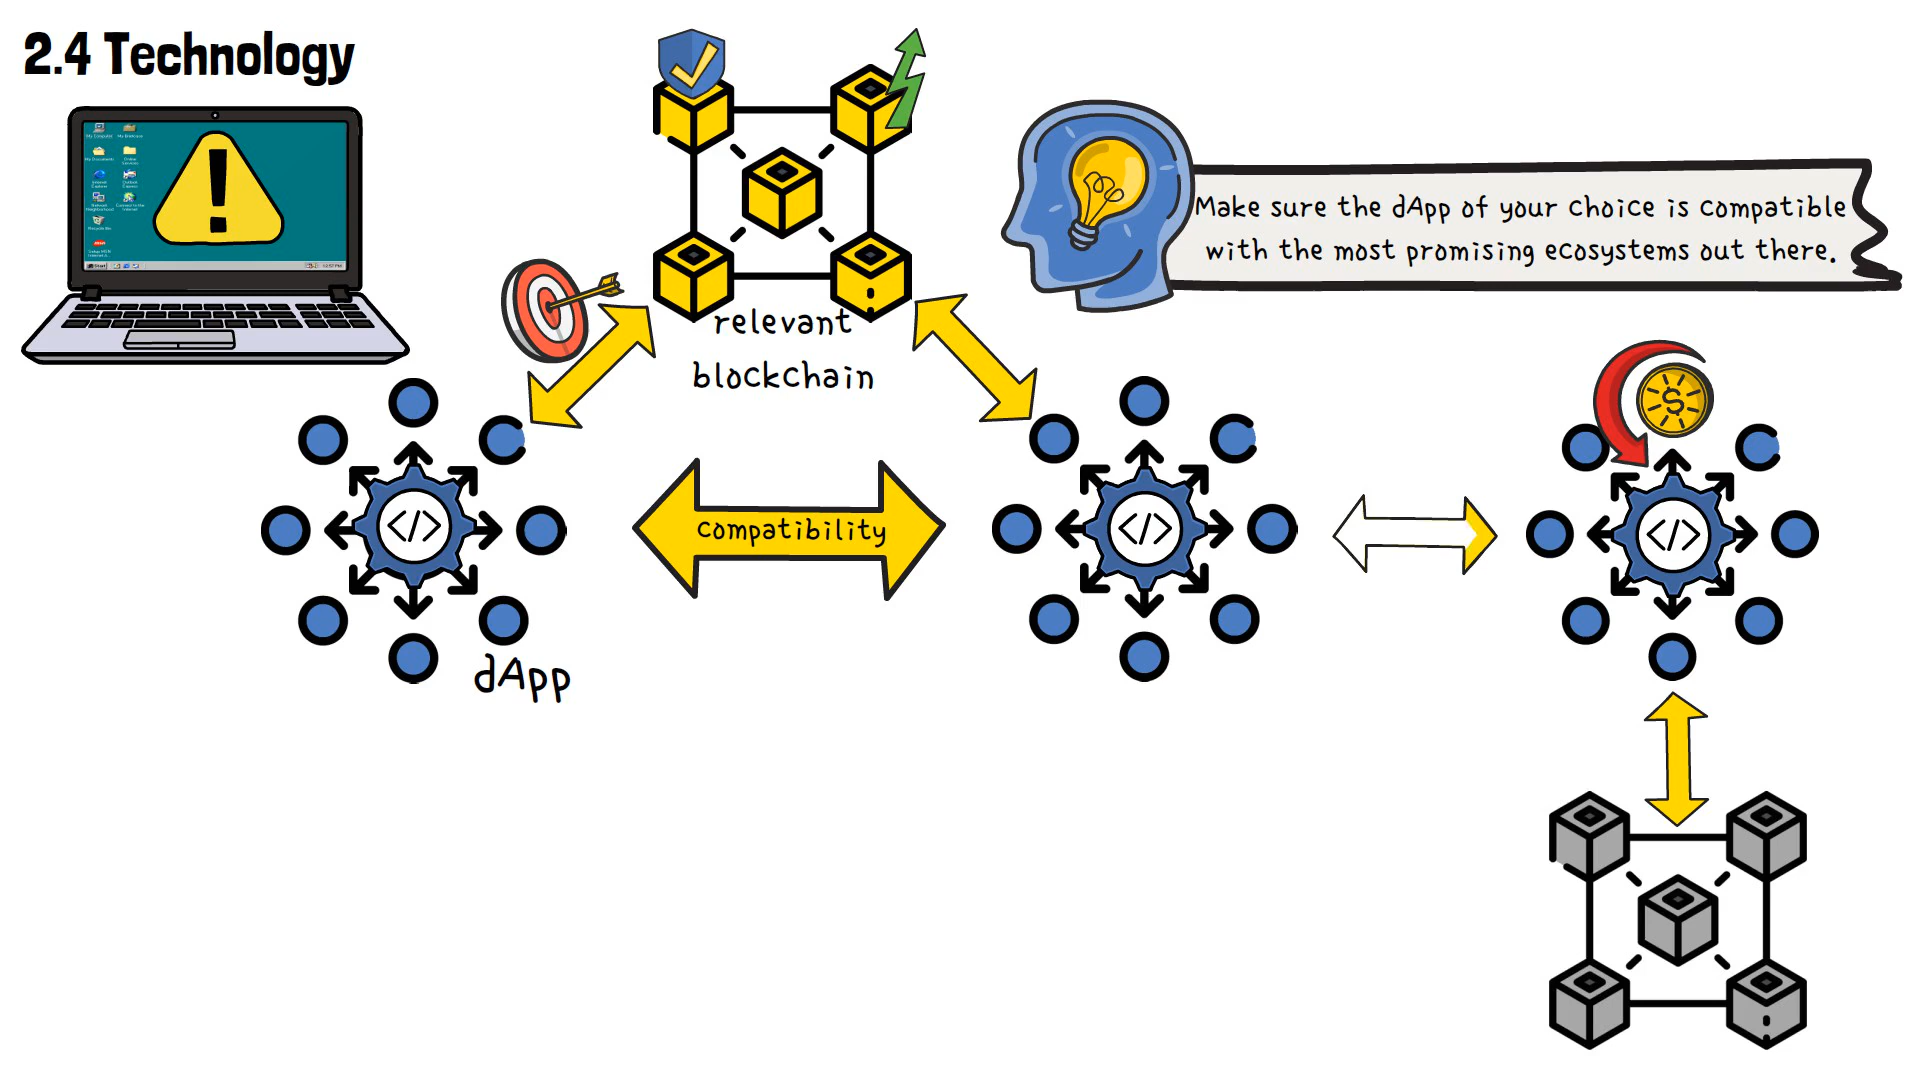 2.4 Technology
Make sure the dApp of your choice is compatible
with the most promising ecosystems out there.
relevant
blockchain
compatibility
dApp